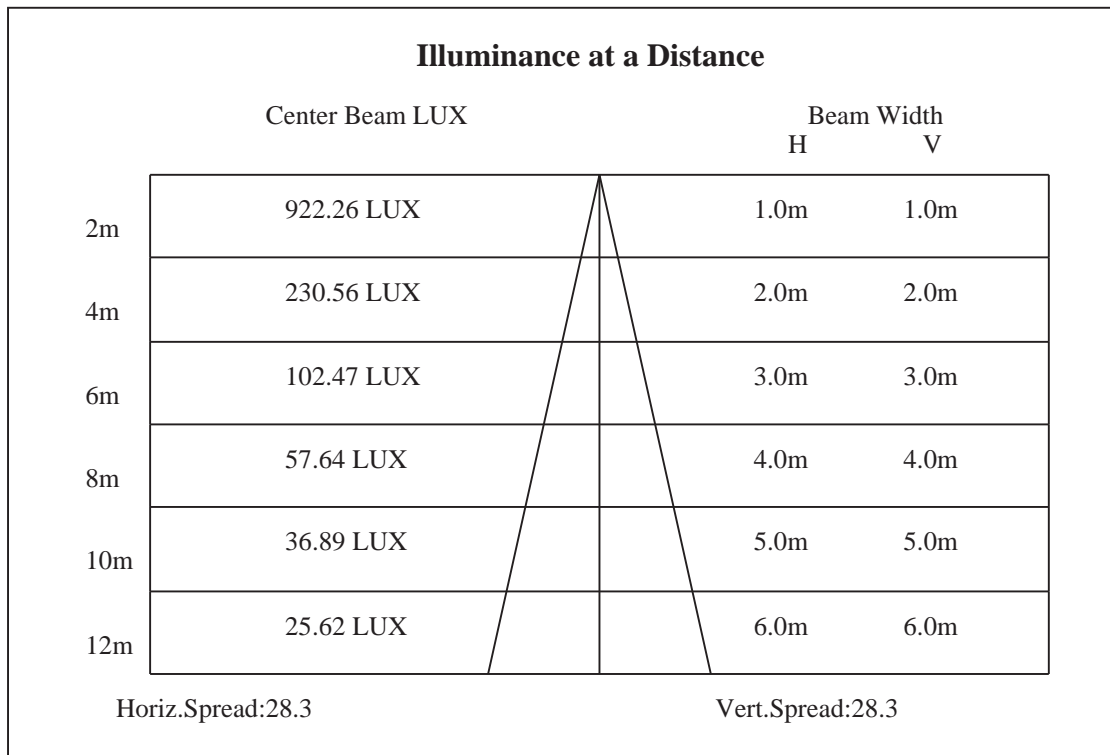 Illuminance at a Distance
Center Beam LUX Beam Width
H V
922.26 LUX 1.0m 1.0m
2m
230.56 LUX 2.0m 2.0m
4m
102.47 LUX 3.0m 3.0m
6m
57.64 LUX 4.0m 4.0m
8m
36.89 LUX 5.0m 5.0m
10m
25.62 LUX 6.0m 6.0m
12m
Horiz.Spread:28.3 Vert.Spread:28.3